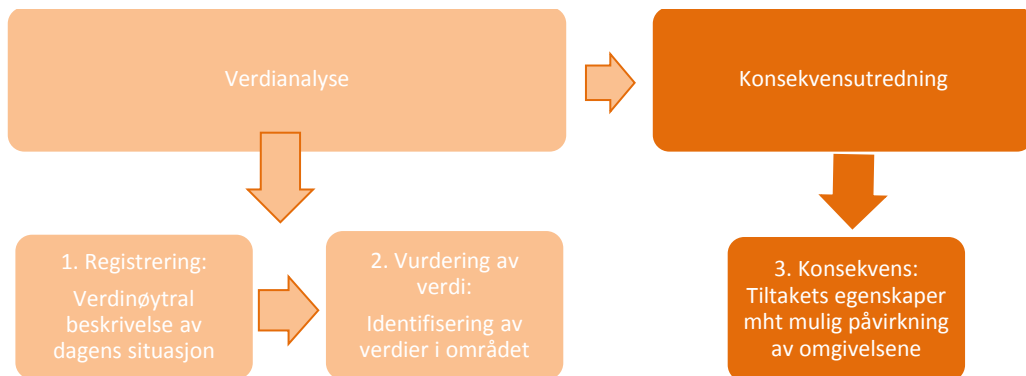 Verdianalyse
Konsekvensutredning
1. Registrering:
Verdinøytral
beskrivelse av
dagens situasjon
2. Vurdering av
verdi:
Identifisering av
verdier i området
3. Konsekvens:
Tiltakets egenskaper
mht mulig påvirkning
av omgivelsene